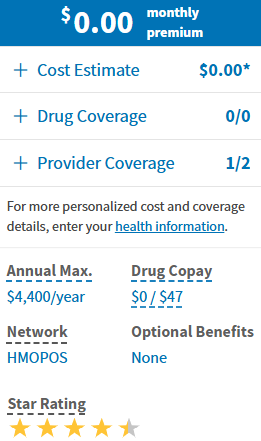 $0.00 monthly premium
+ Cost Estimate $0.00*
+ Drug Coverage 0/0
+ Provider Coverage 1/2
For more personalized cost and coverage
details, enter your health information.
Annual Max. Drug Copay
$4,400/year $0 / $47
Network Optional Benefits
HMOPOS None
Star Rating